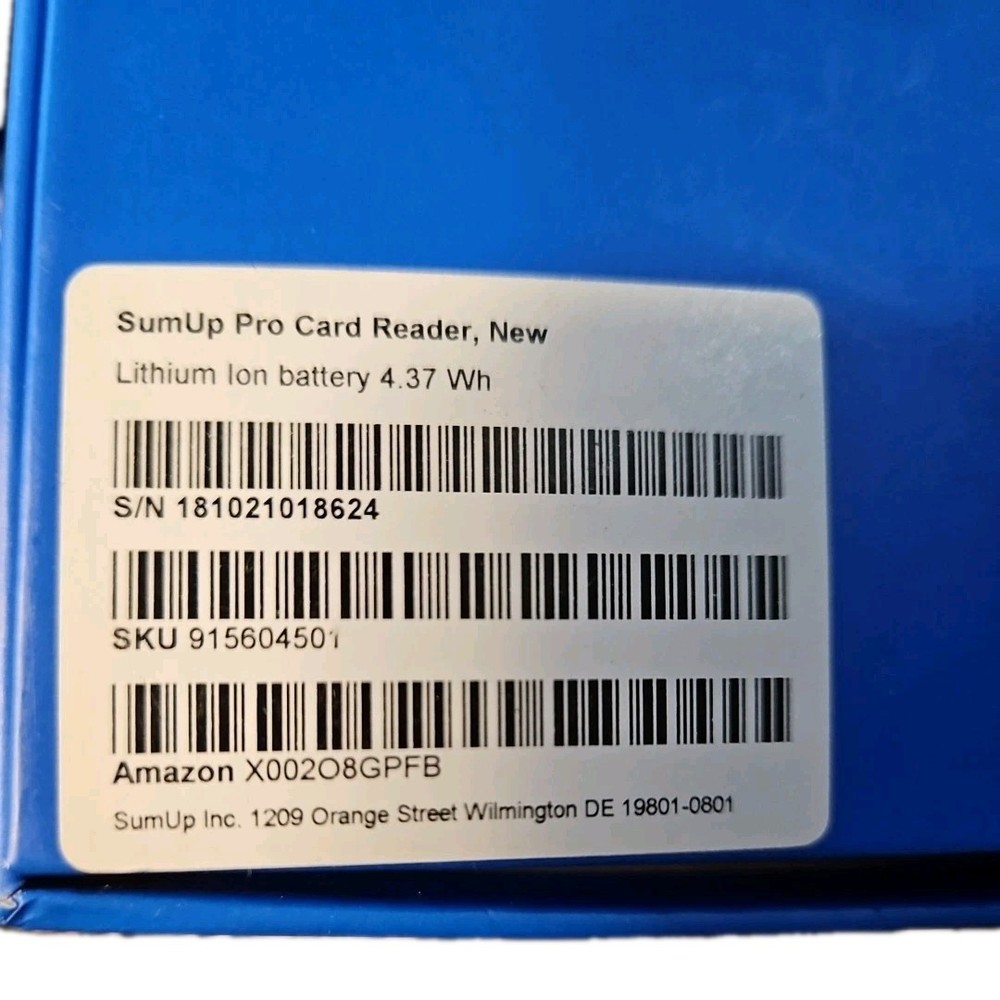 SumUp Pro Card Reader, New
Lithium Ion battery 4.37 Wh
S/N 181021018624
SKU 915604501
Amazon X002O8GPFB
SumUp Inc. 1209 Orange Street Wilmington DE 19801-0801